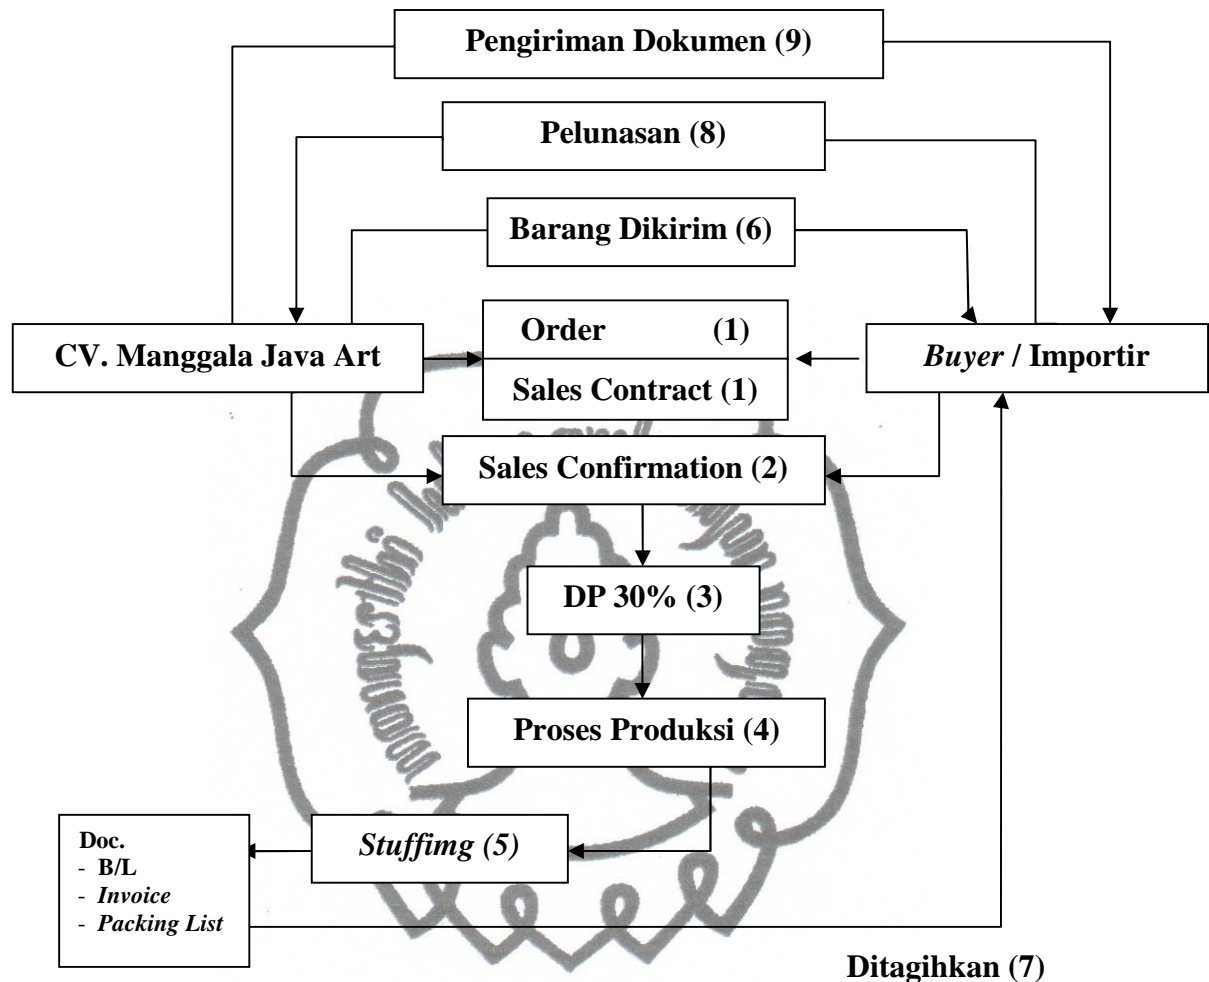 Pengiriman Dokumen (9)
Pelunasan (8)
Barang Dikirim (6)
Order (1)
CV. Manggala Java Art
Buyer / Importir
Sales Contract (1)
Sales Confirmation (2)
DP 30% (3)
Proses Produksi (4)
Stuffimg (5)
Doc.
- B/L
- Invoice
- Packing List
Ditagihkan (7)